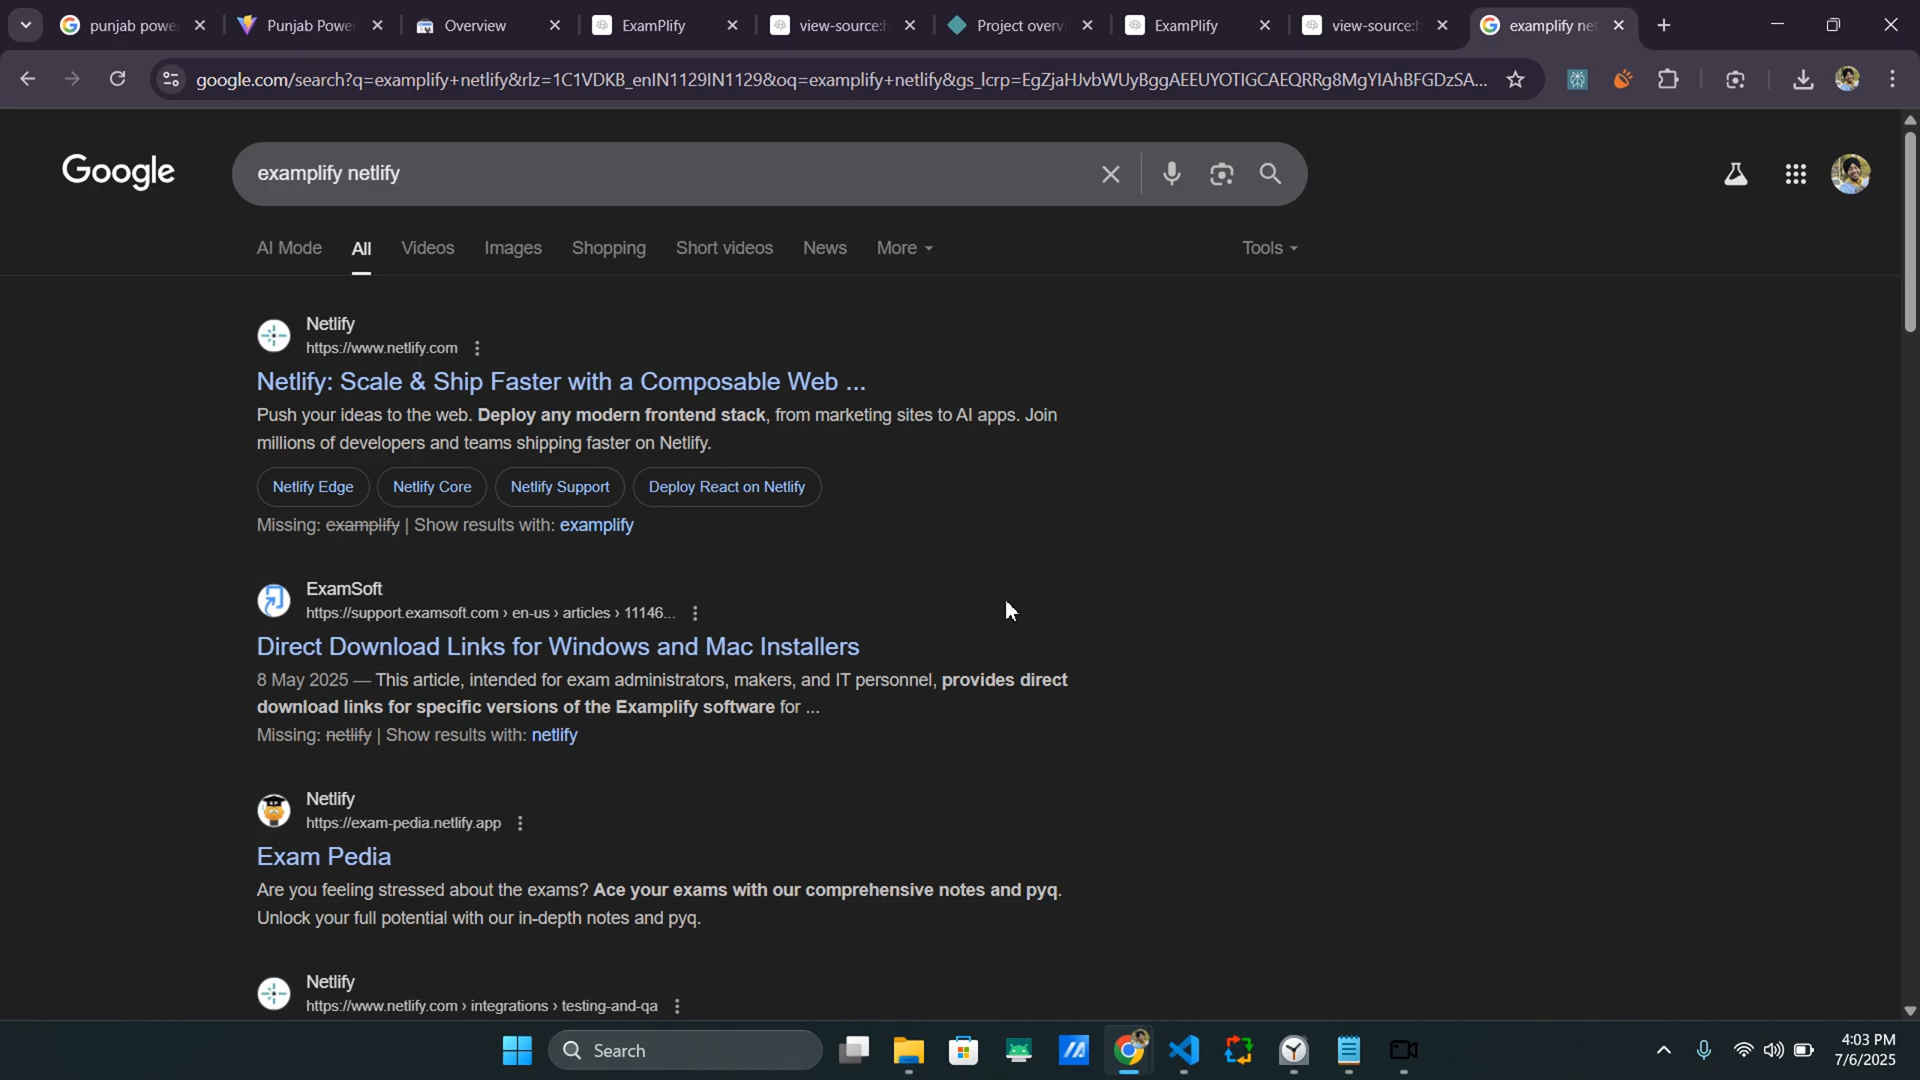 punjab powe
Punjab Powe
Overview
ExamPlify
view-source:h
Project overvi
ExamPlify
view-source:h
examplify net
google.com/search?q=examplify+netlify&rlz=1C1VDKB_enIN1129IN1129&oq=examplify+netlify&gs_lcrp=EgZjaHJvbWUyBggAEEUYOTIGCAEQRRg8MgYIAhBFGDzSA...
Google
examplify netlify
AI Mode
All
Videos
Images
Shopping
Short videos
News
More
Tools
Netlify
https://www.netlify.com
Netlify: Scale & Ship Faster with a Composable Web ...
Push your ideas to the web. Deploy any modern frontend stack, from marketing sites to AI apps. Join
millions of developers and teams shipping faster on Netlify.
Netlify Edge
Netlify Core
Netlify Support
Deploy React on Netlify
Missing: examplify | Show results with: examplify
ExamSoft
https://support.examsoft.com › en-us › articles › 11146...
Direct Download Links for Windows and Mac Installers
8 May 2025 — This article, intended for exam administrators, makers, and IT personnel, provides direct
download links for specific versions of the Examplify software for ...
Missing: netlify | Show results with: netlify
Netlify
https://exam-pedia.netlify.app
Exam Pedia
Are you feeling stressed about the exams? Ace your exams with our comprehensive notes and pyq.
Unlock your full potential with our in-depth notes and pyq.
Netlify
https://www.netlify.com › integrations › testing-and-qa
Search
4:03 PM
7/6/2025